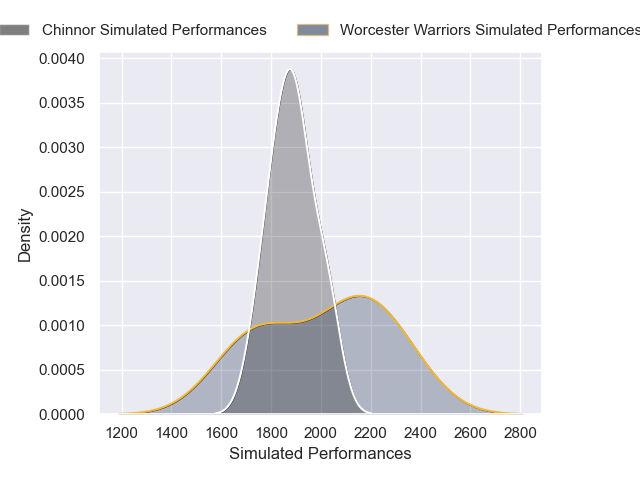 Chinnor Simulated Performances
Worcester Warriors Simulated Performances
0.0040
0.0035
0.0030
0.0025
0.0020
0.0015
0.0010
0.0005
0.0000
Density
1200 1400 1600 1800 2000 2200 2400 2600 2800
Simulated Performances